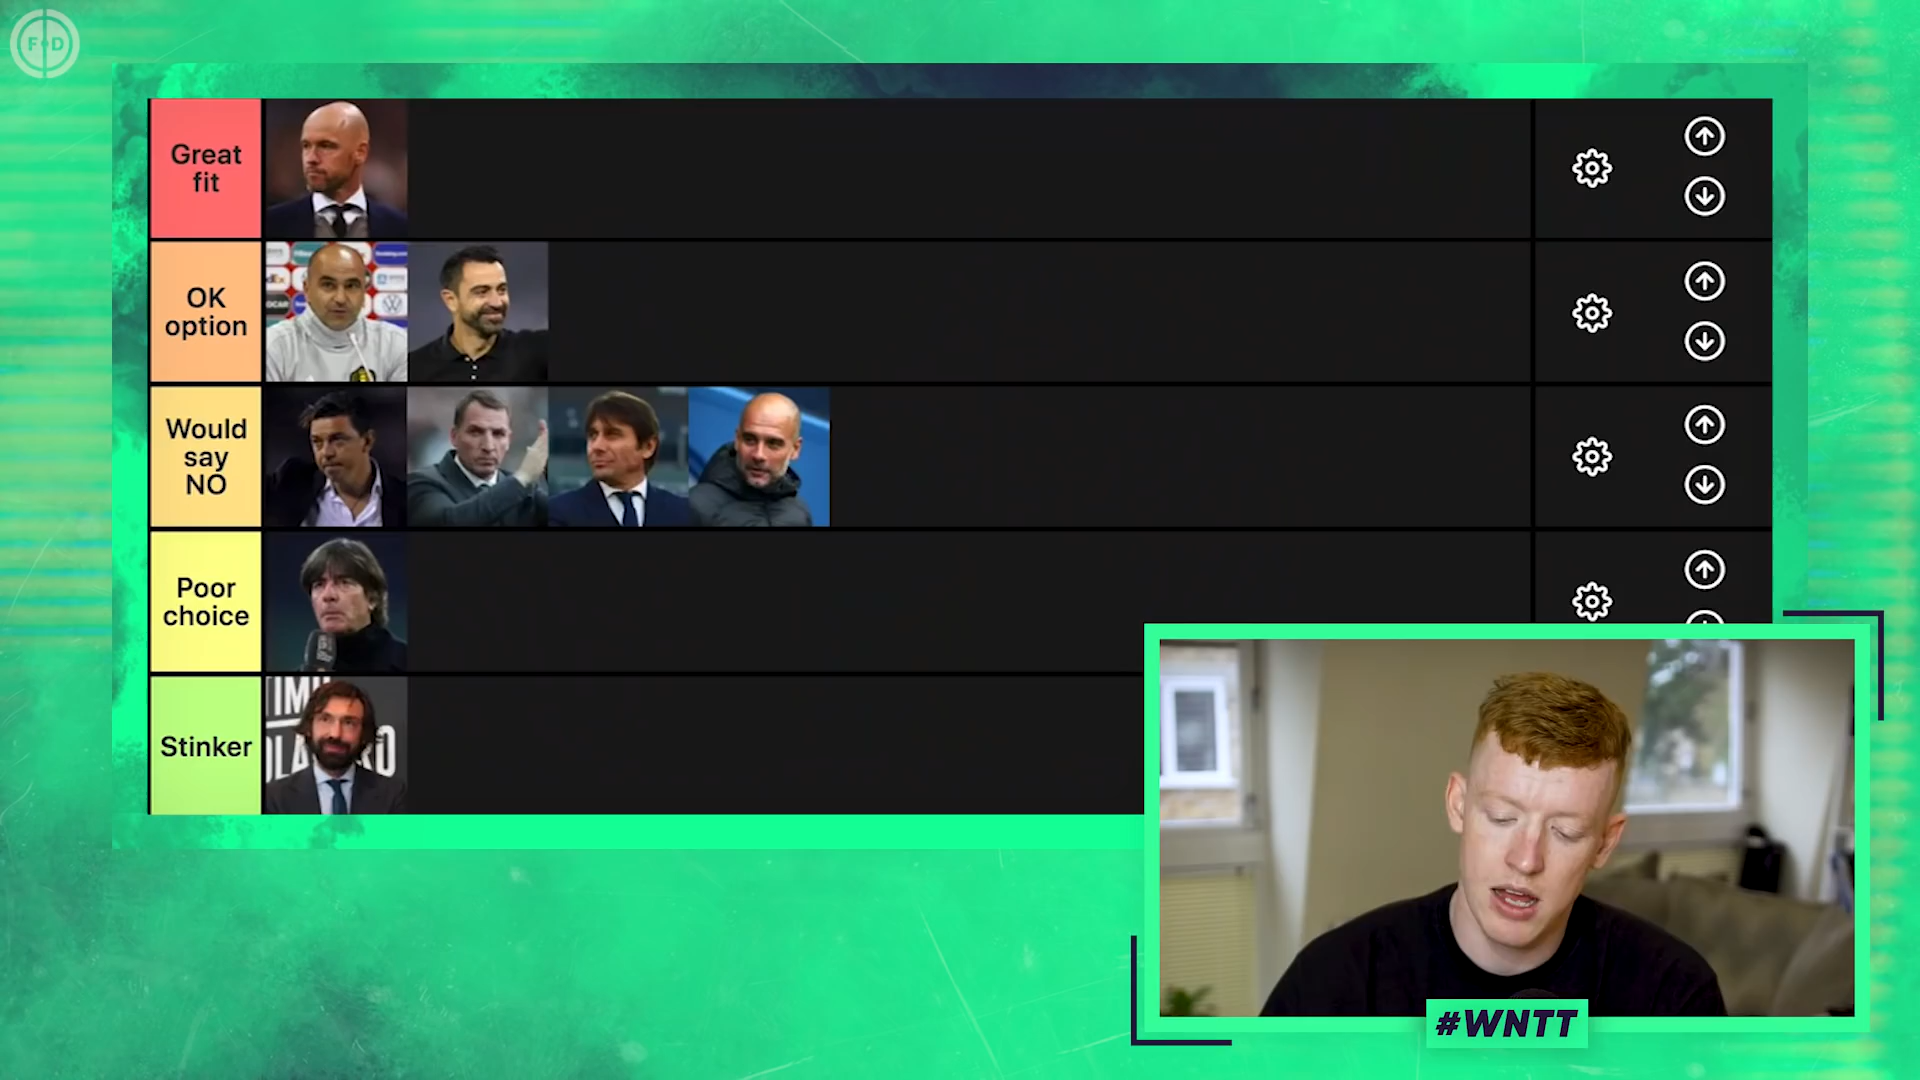 F D
Great
fit
OK
option
Would
say
NO
Poor
choice
Stinker
#WNTT